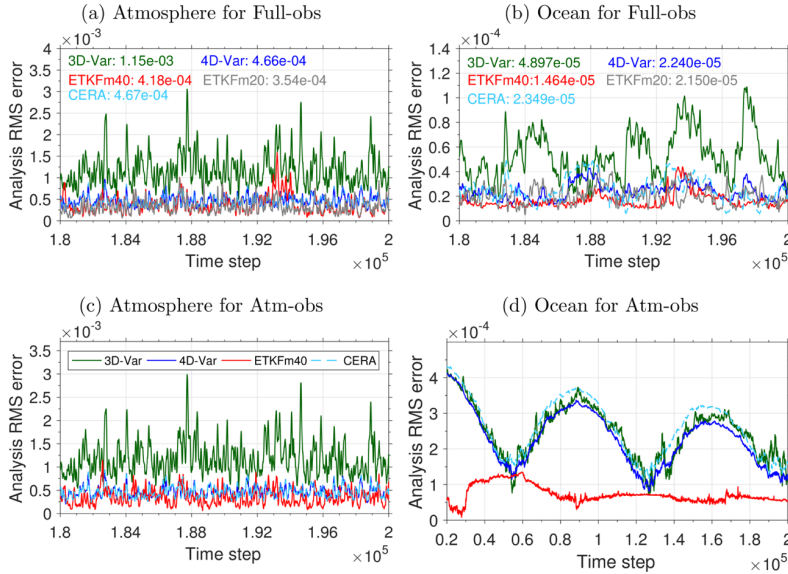 (a) Atmosphere for Full-obs
×10⁻³
4
3.5
3
2.5
2
1.5
1
0.5
0
Analysis RMS error
3D-Var: 1.15e-03 4D-Var: 4.66e-04
ETKFm40: 4.18e-04 ETKFm20: 3.54e-04
CERA: 4.67e-04
1.8 1.84 1.88 1.92 1.96 2
Time step
×10⁵
(b) Ocean for Full-obs
×10⁻⁴
1.4
1.2
1
0.8
0.6
0.4
0.2
0
Analysis RMS error
3D-Var: 4.897e-05 4D-Var: 2.240e-05
ETKFm40:1.464e-05 ETKFm20: 2.150e-05
CERA: 2.349e-05
1.8 1.84 1.88 1.92 1.96 2
Time step
×10⁵
(c) Atmosphere for Atm-obs
×10⁻³
3.5
3
2.5
2
1.5
1
0.5
0
Analysis RMS error
3D-Var 4D-Var ETKFm40 CERA
1.8 1.84 1.88 1.92 1.96 2
Time step
×10⁵
(d) Ocean for Atm-obs
×10⁻⁴
4
3
2
1
0
Analysis RMS error
0.2 0.4 0.6 0.8 1 1.2 1.4 1.6 1.8 2
Time step
×10⁵